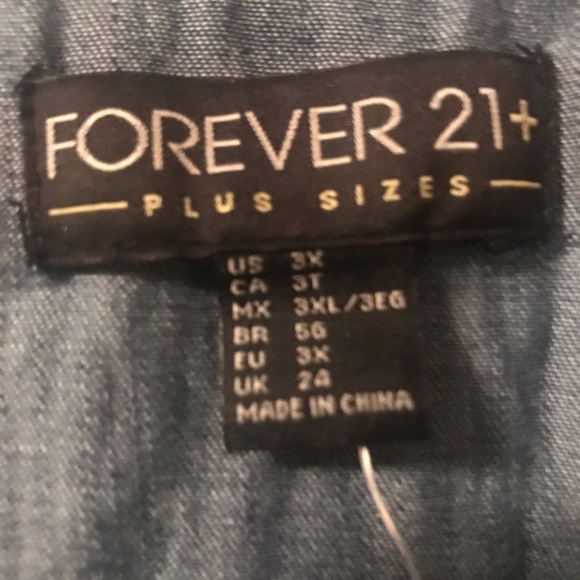 FOREVER 21+
PLUS SIZES
US 3X
CA 3T
MX 3XL/3EG
BR 56
EU 3X
UK 24
MADE IN CHINA